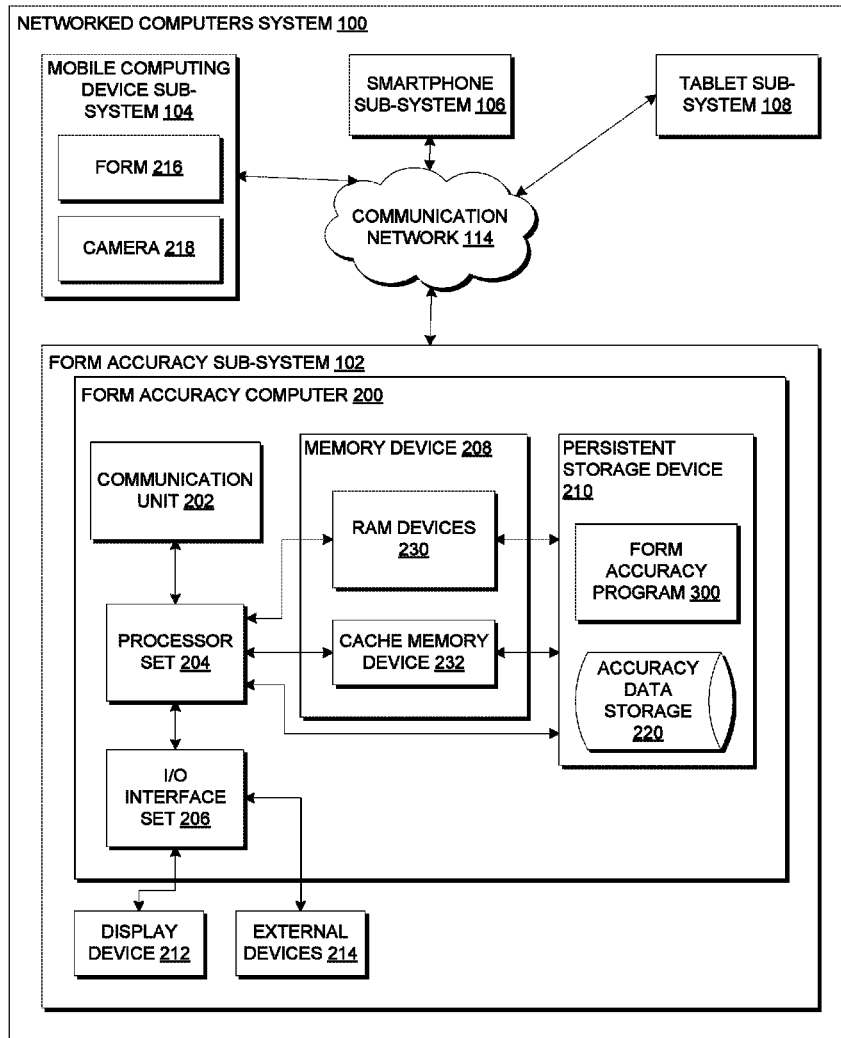 NETWORKED COMPUTERS SYSTEM 100
MOBILE COMPUTING
DEVICE SUB-
SYSTEM 104
FORM 216
CAMERA 218
SMARTPHONE
SUB-SYSTEM 106
TABLET SUB-
SYSTEM 108
COMMUNICATION
NETWORK 114
FORM ACCURACY SUB-SYSTEM 102
FORM ACCURACY COMPUTER 200
COMMUNICATION
UNIT 202
PROCESSOR
SET 204
I/O
INTERFACE
SET 206
MEMORY DEVICE 208
RAM DEVICES
230
CACHE MEMORY
DEVICE 232
PERSISTENT
STORAGE DEVICE
210
FORM
ACCURACY
PROGRAM 300
ACCURACY
DATA
STORAGE
220
DISPLAY
DEVICE 212
EXTERNAL
DEVICES 214